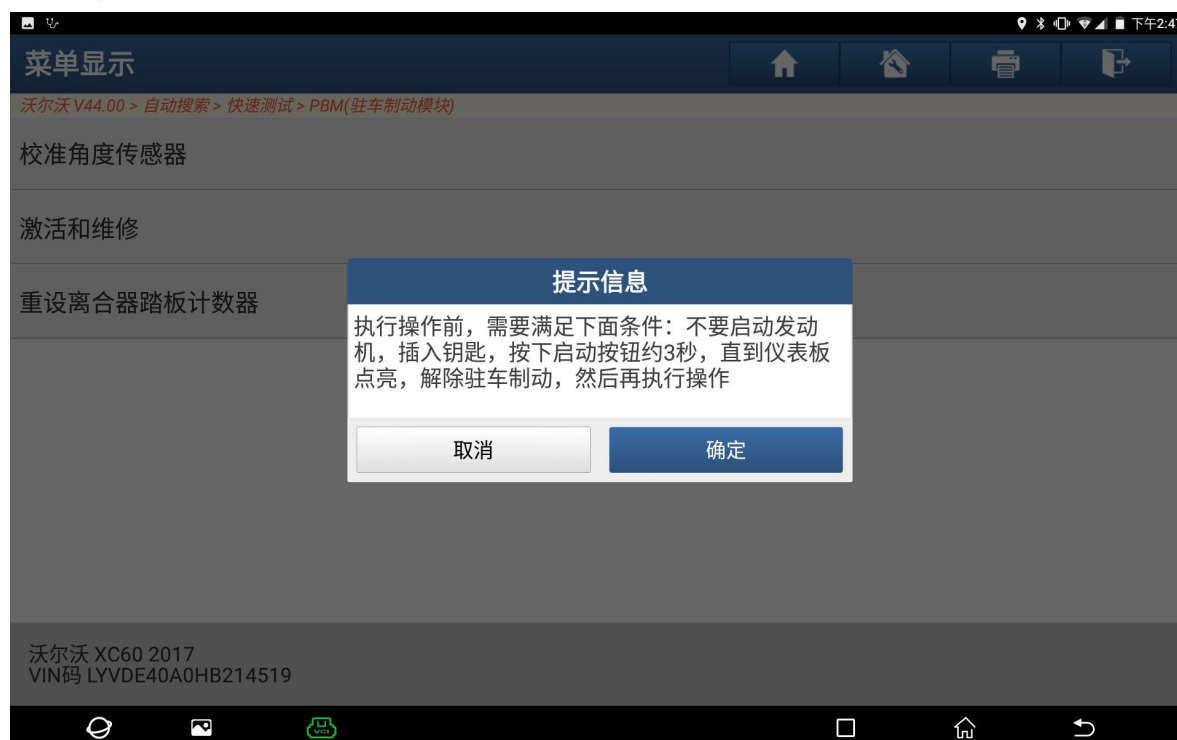 下午2:47
菜单显示
沃尔沃 V44.00 > 自动搜索 > 快速测试 > PBM(驻车制动模块)
校准角度传感器
激活和维修
重设离合器踏板计数器
提示信息
执行操作前，需要满足下面条件：不要启动发动
机，插入钥匙，按下启动按钮约3秒，直到仪表板
点亮，解除驻车制动，然后再执行操作
取消
确定
沃尔沃 XC60 2017
VIN码 LYVDE40A0HB214519
VCI